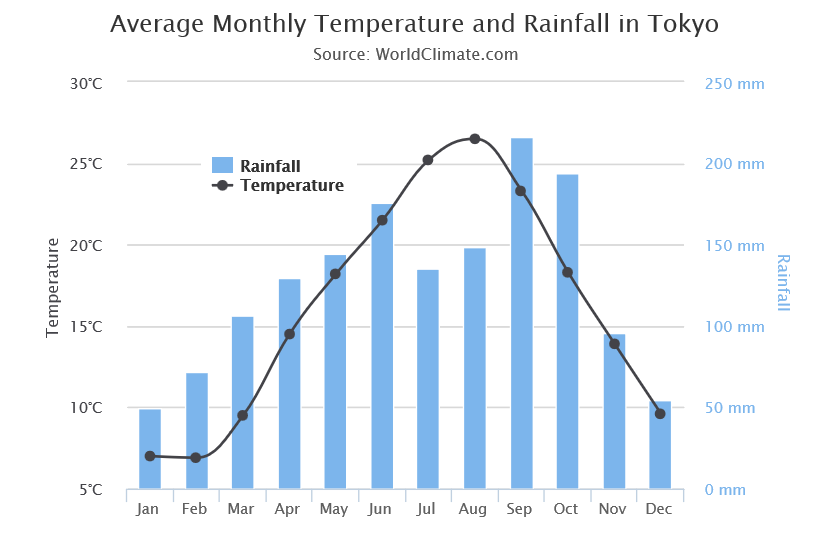 Average Monthly Temperature and Rainfall in Tokyo
Source: WorldClimate.com
30°C
25°C
20°C
15°C
10°C
5°C
Temperature
250 mm
200 mm
150 mm
100 mm
50 mm
0 mm
Rainfall
Rainfall
Temperature
Jan Feb Mar Apr May Jun Jul Aug Sep Oct Nov Dec